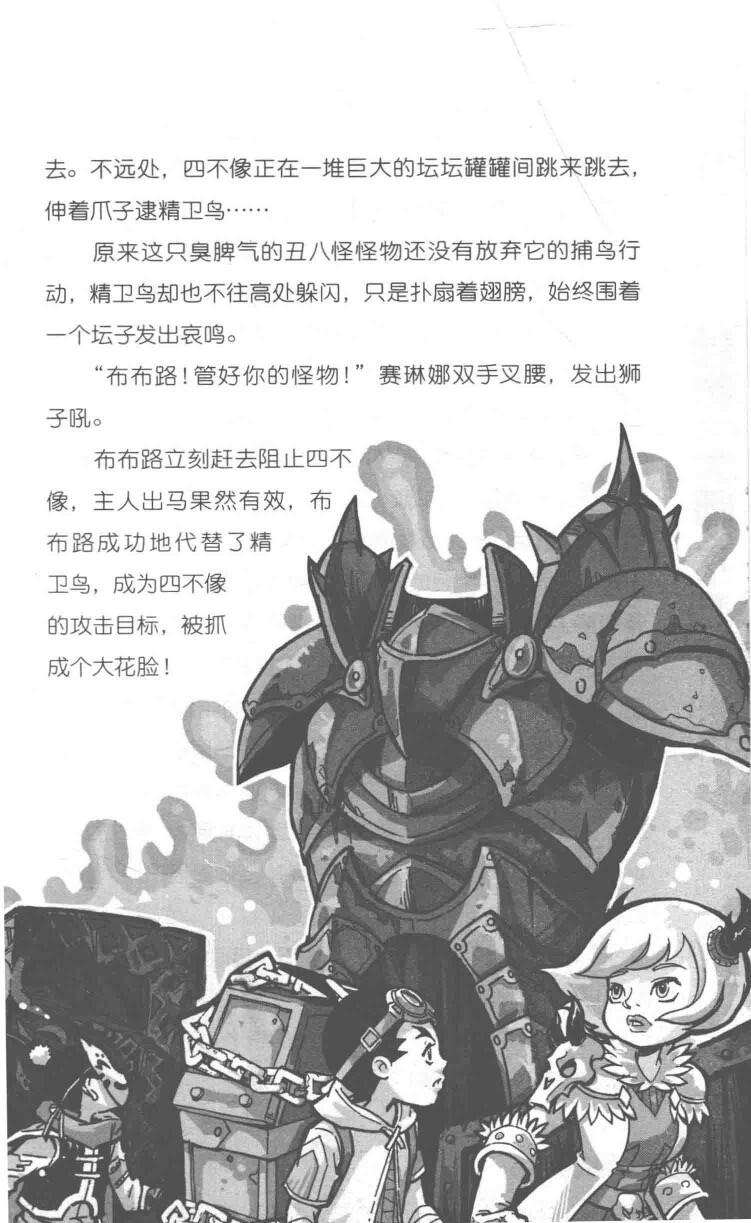 去。不远处，四不像正在一堆巨大的坛坛罐罐间跳来跳去，
伸着爪子逮精卫鸟……
原来这只臭脾气的丑八怪怪物还没有放弃它的捕鸟行
动，精卫鸟却也不往高处躲闪，只是扑扇着翅膀，始终围着
一个坛子发出哀鸣。
“布布路！管好你的怪物！”赛琳娜双手叉腰，发出狮
子吼。
布布路立刻赶去阻止四不
像，主人出马果然有效，布
布路成功地代替了精
卫鸟，成为四不像
的攻击目标，被抓
成个大花脸！